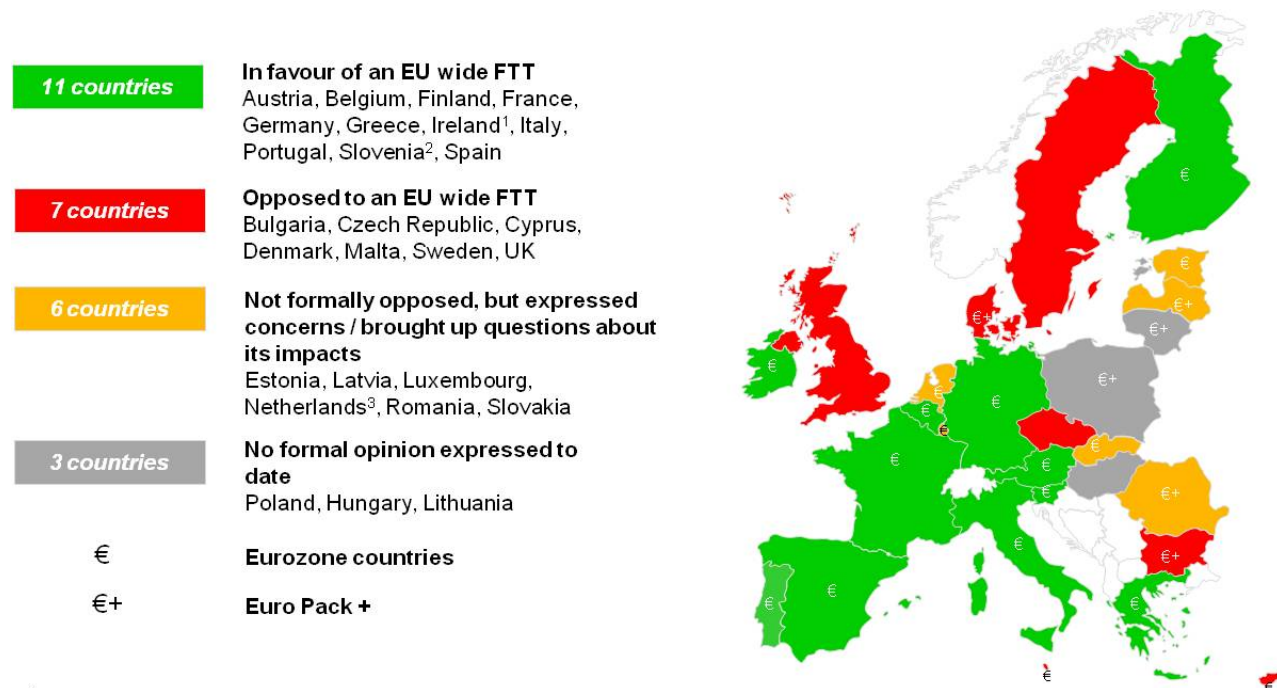 11 countries
In favour of an EU wide FTT
Austria, Belgium, Finland, France,
Germany, Greece, Ireland¹, Italy,
Portugal, Slovenia², Spain
7 countries
Opposed to an EU wide FTT
Bulgaria, Czech Republic, Cyprus,
Denmark, Malta, Sweden, UK
6 countries
Not formally opposed, but expressed
concerns / brought up questions about
its impacts
Estonia, Latvia, Luxembourg,
Netherlands³, Romania, Slovakia
3 countries
No formal opinion expressed to
date
Poland, Hungary, Lithuania
€ Eurozone countries
€+ Euro Pack +
€
€
€+
€+
€+
€
€+
€
€
€
€
€
€
€
€
€+
€
€
€+
€
€
€
€